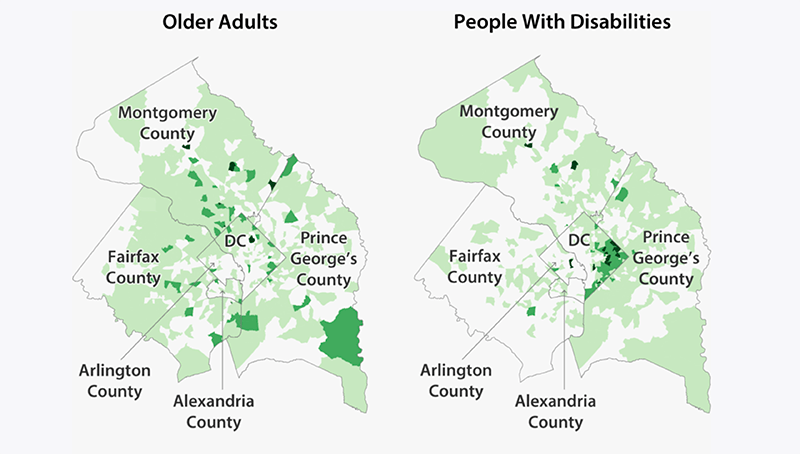 Older Adults
Montgomery
County
DC
Prince
George's
County
Fairfax
County
Arlington
County
Alexandria
County
People With Disabilities
Montgomery
County
DC
Prince
George's
County
Fairfax
County
Arlington
County
Alexandria
County